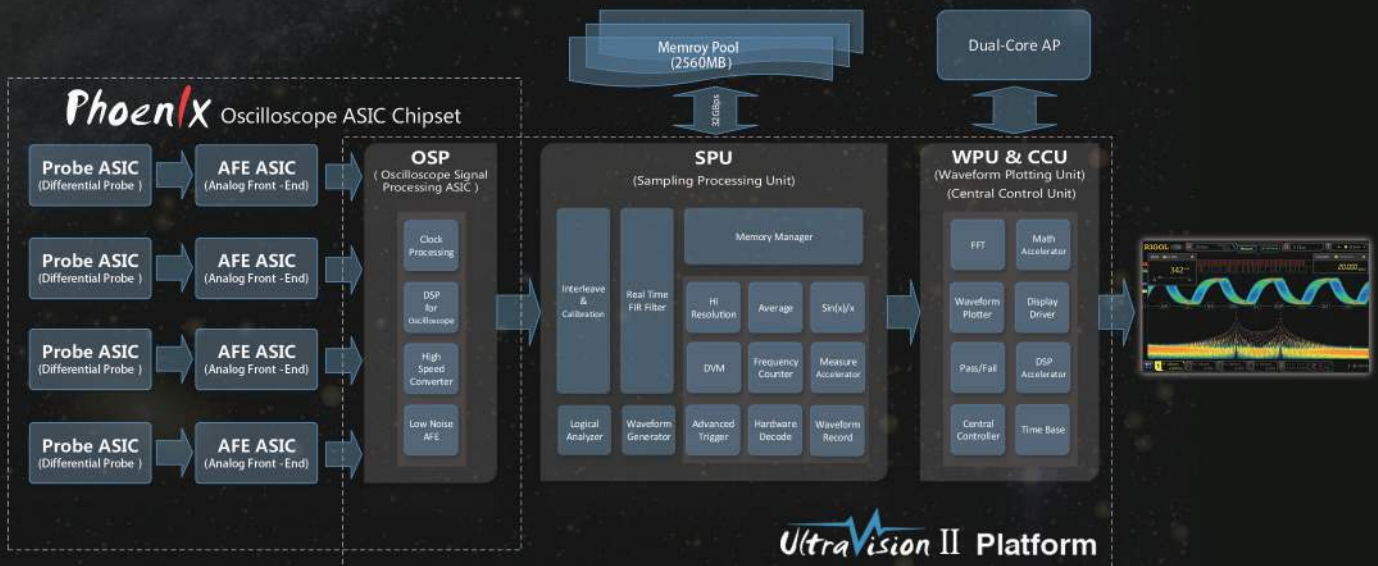 Memroy Pool
(2560MB)
Dual-Core AP
32GBps
PhoenIx Oscilloscope ASIC Chipset
Probe ASIC
(Differential Probe )
AFE ASIC
(Analog Front -End)
Probe ASIC
(Differential Probe )
AFE ASIC
(Analog Front -End)
Probe ASIC
(Differential Probe )
AFE ASIC
(Analog Front -End)
Probe ASIC
(Differential Probe )
AFE ASIC
(Analog Front -End)
OSP
( Oscilloscope Signal
Processing ASIC )
Clock
Processing
DSP
for
Oscilloscope
High
Speed
Converter
Low Noise
AFE
SPU
(Sampling Processing Unit)
Interleave
&
Calibration
Real Time
FIR Filter
Memory Manager
Hi
Resolution
Average
Sin(x)/x
DVM
Frequency
Counter
Measure
Accelerator
Logical
Analyzer
Waveform
Generator
Advanced
Trigger
Hardware
Decode
Waveform
Record
WPU & CCU
(Waveform Plotting Unit)
(Central Control Unit)
FFT
Math
Accelerator
Waveform
Plotter
Display
Driver
Pass/Fail
DSP
Accelerator
Central
Controller
Time Base
RIGOL
342
20.000
UltraVision II Platform